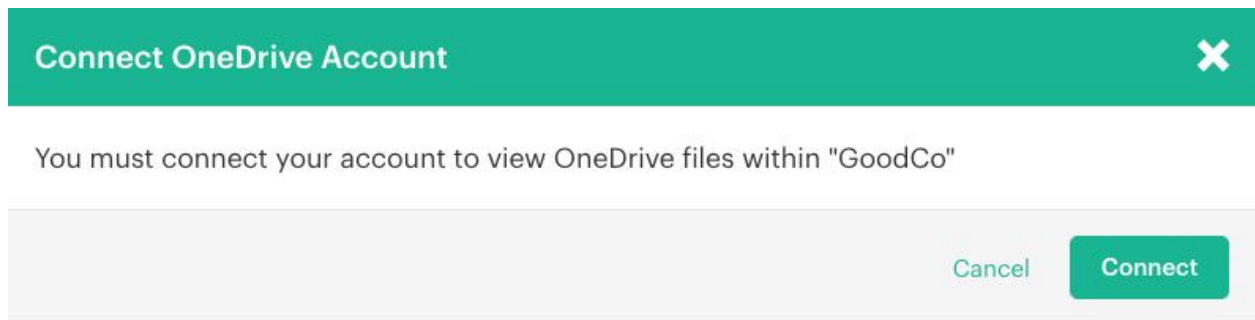 Connect OneDrive Account
You must connect your account to view OneDrive files within "GoodCo"
Cancel
Connect